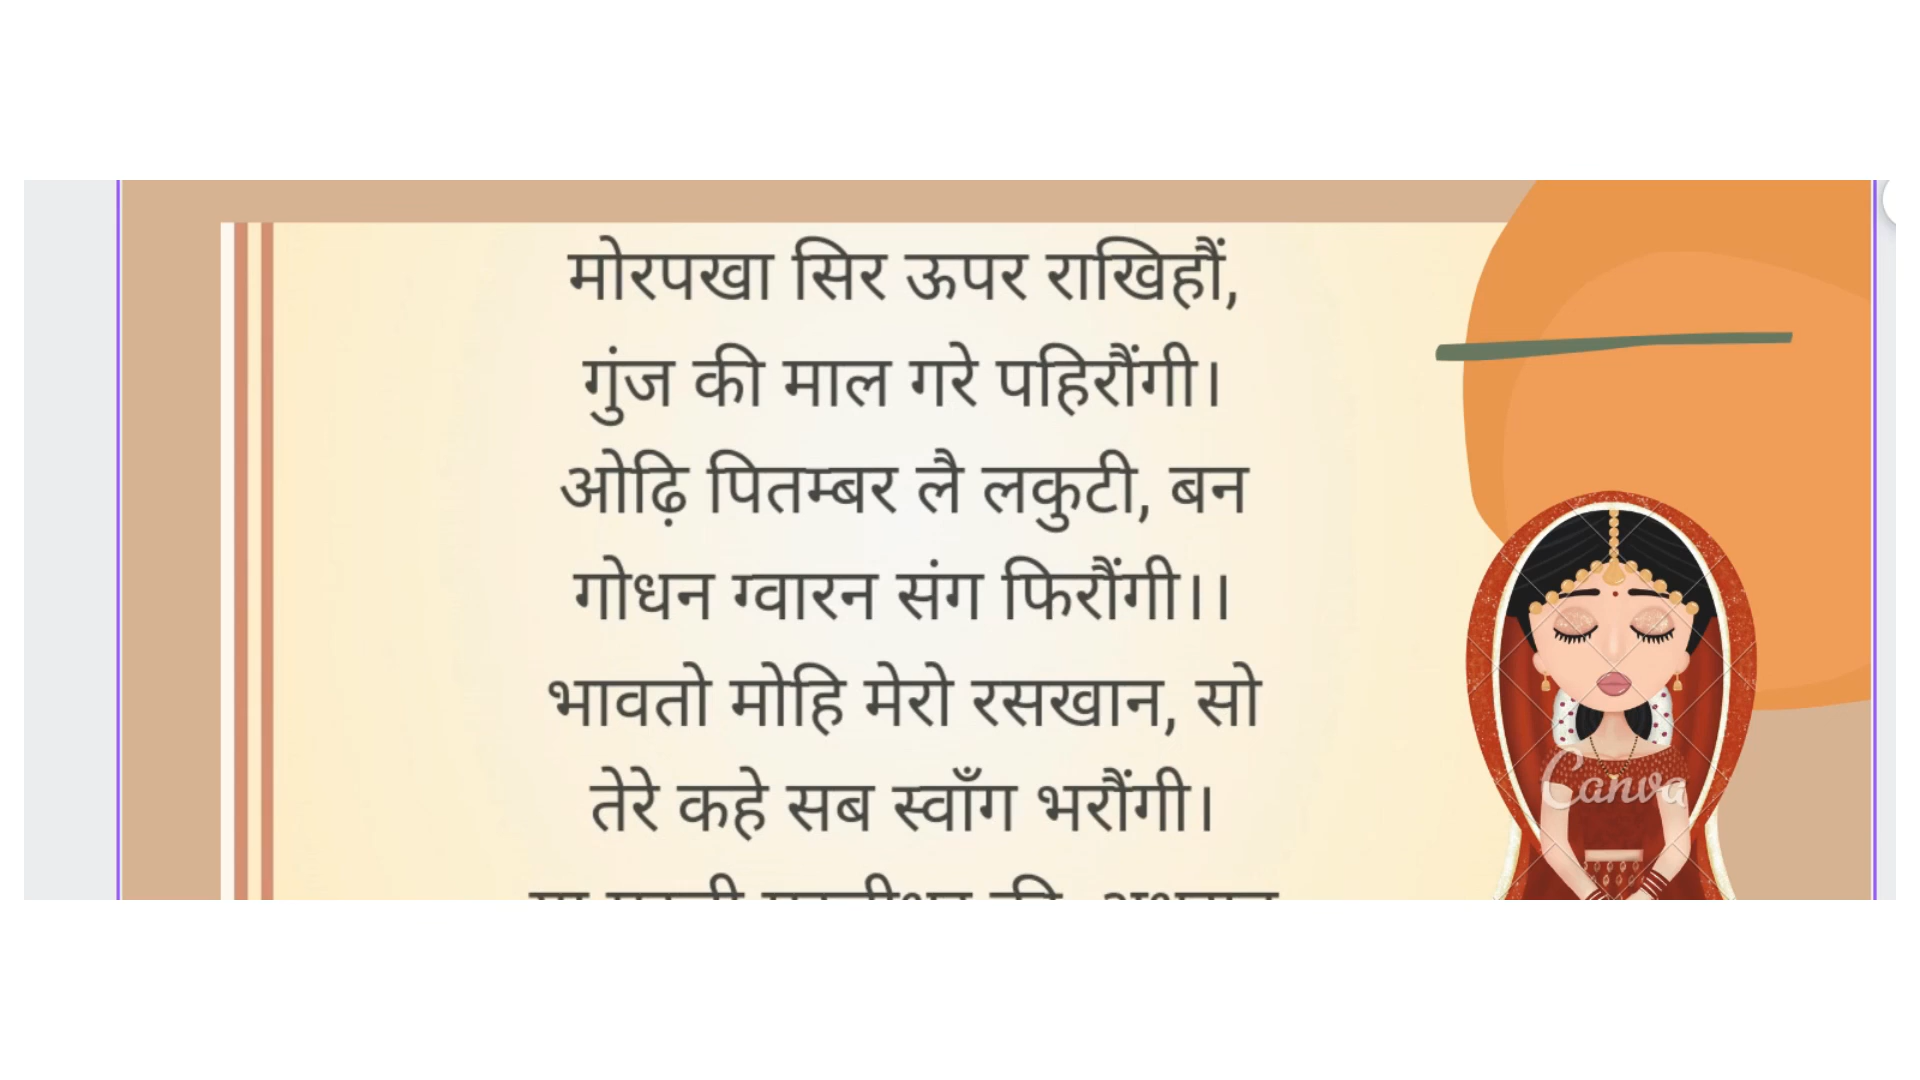 मोरपखा सिर ऊपर राखिहौं,
गुंज की माल गरे पहिरौंगी।
ओढ़ि पितम्बर लै लकुटी, बन
गोधन ग्वारन संग फिरौंगी।।
भावतो मोहि मेरो रसखान, सो
तेरे कहे सब स्वाँग भरौंगी।
Canva